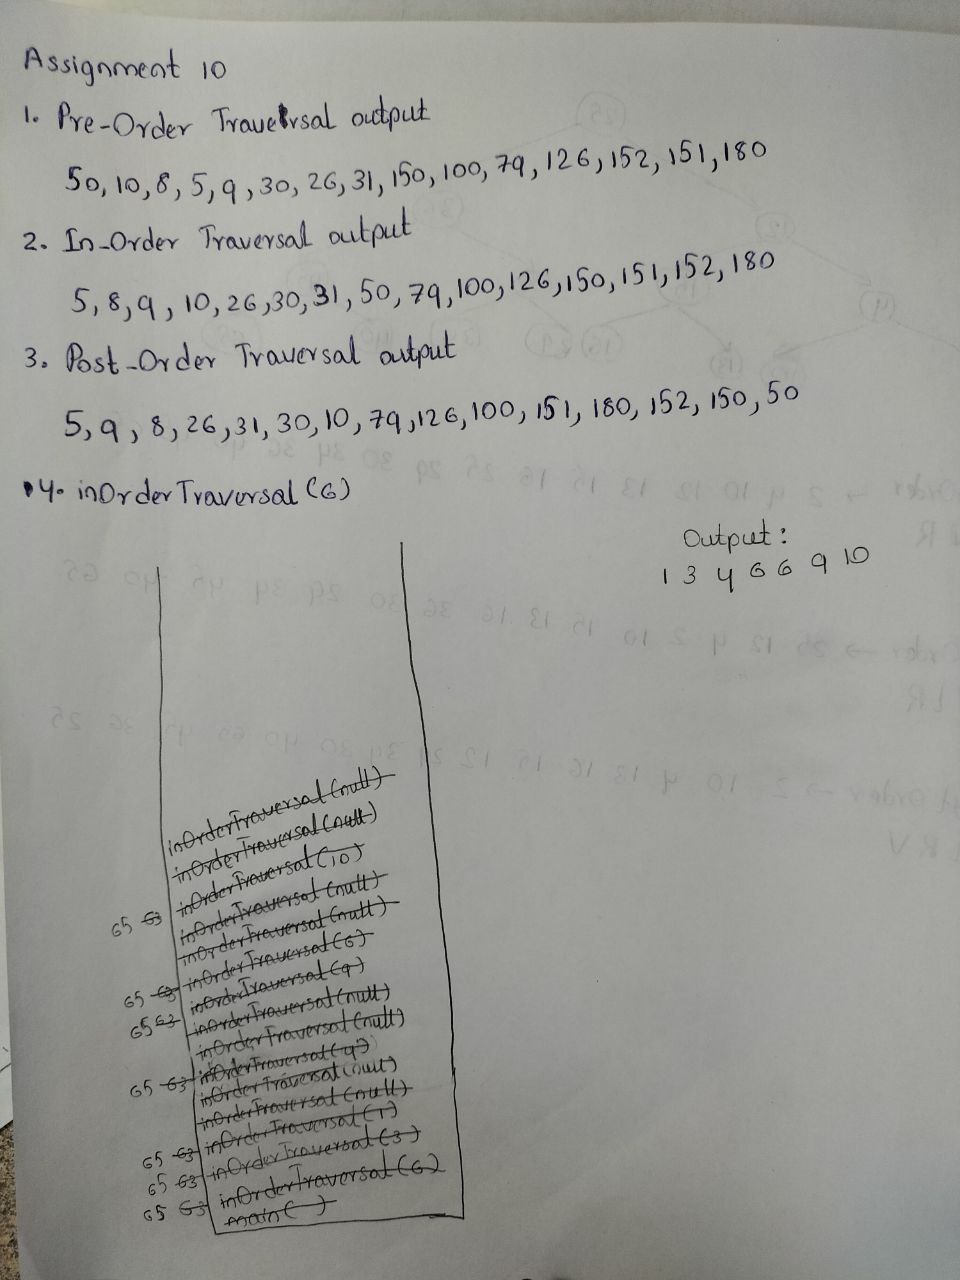 Assignment 10
1. Pre-Order Traversal output
50, 10, 8, 5, 9, 30, 26, 31, 150, 100, 79, 126, 152, 151, 180
2. In-Order Traversal output
5, 8, 9, 10, 26, 30, 31, 50, 79, 100, 126, 150, 151, 152, 180
3. Post-Order Traversal output
5, 9, 8, 26, 31, 30, 10, 79, 126, 100, 151, 180, 152, 150, 50
4. inOrderTraversal (6)
Output:
1 3 4 6 6 9 10
inOrderTraversal (null)
inOrderTraversal (null)
inOrderTraversal (10)
65 63 inOrderTraversal (null)
inOrderTraversal (null)
inOrderTraversal (6)
65 63 inOrderTraversal (9)
65 63 inOrderTraversal (null)
inOrderTraversal (null)
inOrderTraversal (4)
65 63 inOrderTraversal (null)
inOrderTraversal (null)
inOrderTraversal (1)
65 63 inOrderTraversal (3)
65 63 inOrderTraversal (6)
65 63 main ( )